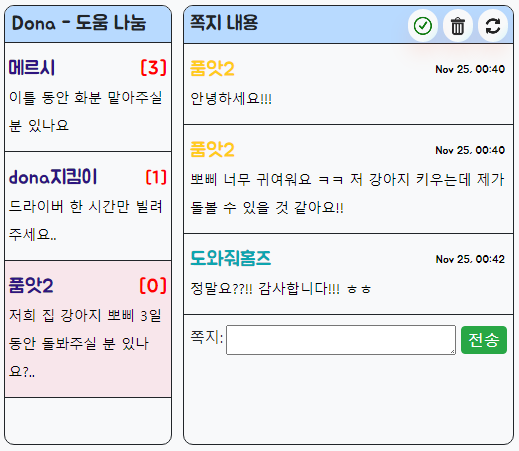 Dona - 도움 나눔
메르시 [3]
이틀 동안 화분 맡아주실
분 있나요
dona지킴이 [1]
드라이버 한 시간만 빌려
주세요..
품앗2 [0]
저희 집 강아지 뽀삐 3일
동안 돌봐주실 분 있나
요?..
쪽지 내용
품앗2 Nov 25, 00:40
안녕하세요!!!
품앗2 Nov 25, 00:40
뽀삐 너무 귀여워요 ㅋㅋ 저 강아지 키우는데 제가
돌볼 수 있을 것 같아요!!
도와줘홈즈 Nov 25, 00:42
정말요??!! 감사합니다!!! ㅎㅎ
쪽지: 전송